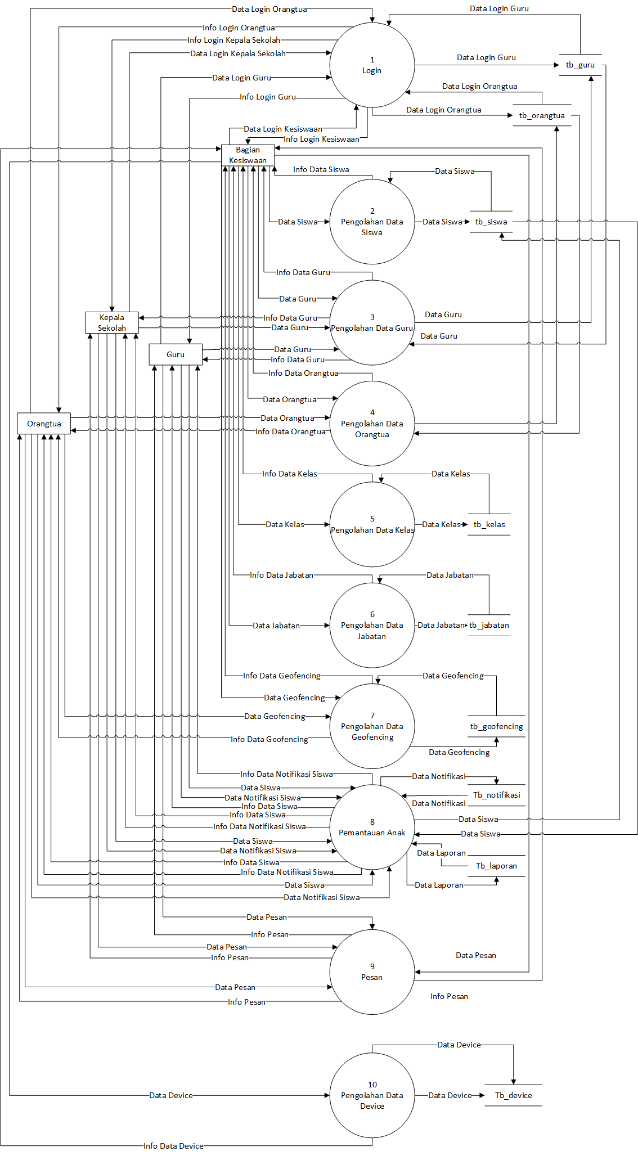 Data Login Orangtua
Data Login Guru
Info Login Orangtua
Info Login Kepala Sekolah
Data Login Kepala Sekolah
1
Login
Data Login Guru
tb_guru
Data Login Guru
Data Login Orangtua
Info Login Guru
Data Login Orangtua
tb_orangtua
Data Login Kesiswaan
Info Login Kesiswaan
Bagian
Kesiswaan
Info Data Siswa
Data Siswa
2
Pengolahan Data
Siswa
Data Siswa
Data Siswa
tb_siswa
Info Data Guru
Data Guru
Kepala
Sekolah
Info Data Guru
Data Guru
3
Pengolahan Data Guru
Data Guru
Data Guru
Guru
Data Guru
Info Data Guru
Info Data Orangtua
Data Orangtua
Orangtua
Data Orangtua
Info Data Orangtua
4
Pengolahan Data
Orangtua
Info Data Kelas
Data Kelas
Data Kelas
5
Pengolahan Data Kelas
Data Kelas
tb_kelas
Info Data Jabatan
Data Jabatan
Data Jabatan
6
Pengolahan Data
Jabatan
Data Jabatan
tb_jabatan
Info Data Geofencing
Data Geofencing
Data Geofencing
Data Geofencing
Info Data Geofencing
7
Pengolahan Data
Geofencing
tb_geofencing
Data Geofencing
Info Data Notifikasi Siswa
Data Notifikasi
Data Siswa
Data Notifikasi Siswa
Info Data Siswa
Info Data Siswa
Info Data Notifikasi Siswa
Data Siswa
Data Notifikasi Siswa
Info Data Siswa
Info Data Notifikasi Siswa
Data Siswa
Data Notifikasi Siswa
8
Pemantauan Anak
Tb_notifikasi
Data Notifikasi
Data Siswa
Data Siswa
Data Laporan
Tb_laporan
Data Laporan
Data Pesan
Info Pesan
Data Pesan
Info Pesan
Data Pesan
Info Pesan
9
Pesan
Data Pesan
Info Pesan
Data Device
Data Device
10
Pengolahan Data
Device
Data Device
Tb_device
Info Data Device